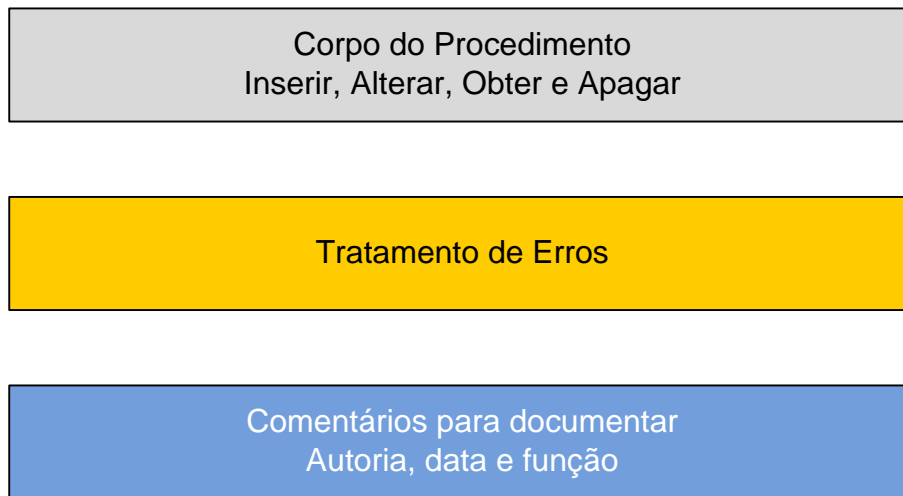 Corpo do Procedimento
Inserir, Alterar, Obter e Apagar
Tratamento de Erros
Comentários para documentar
Autoria, data e função